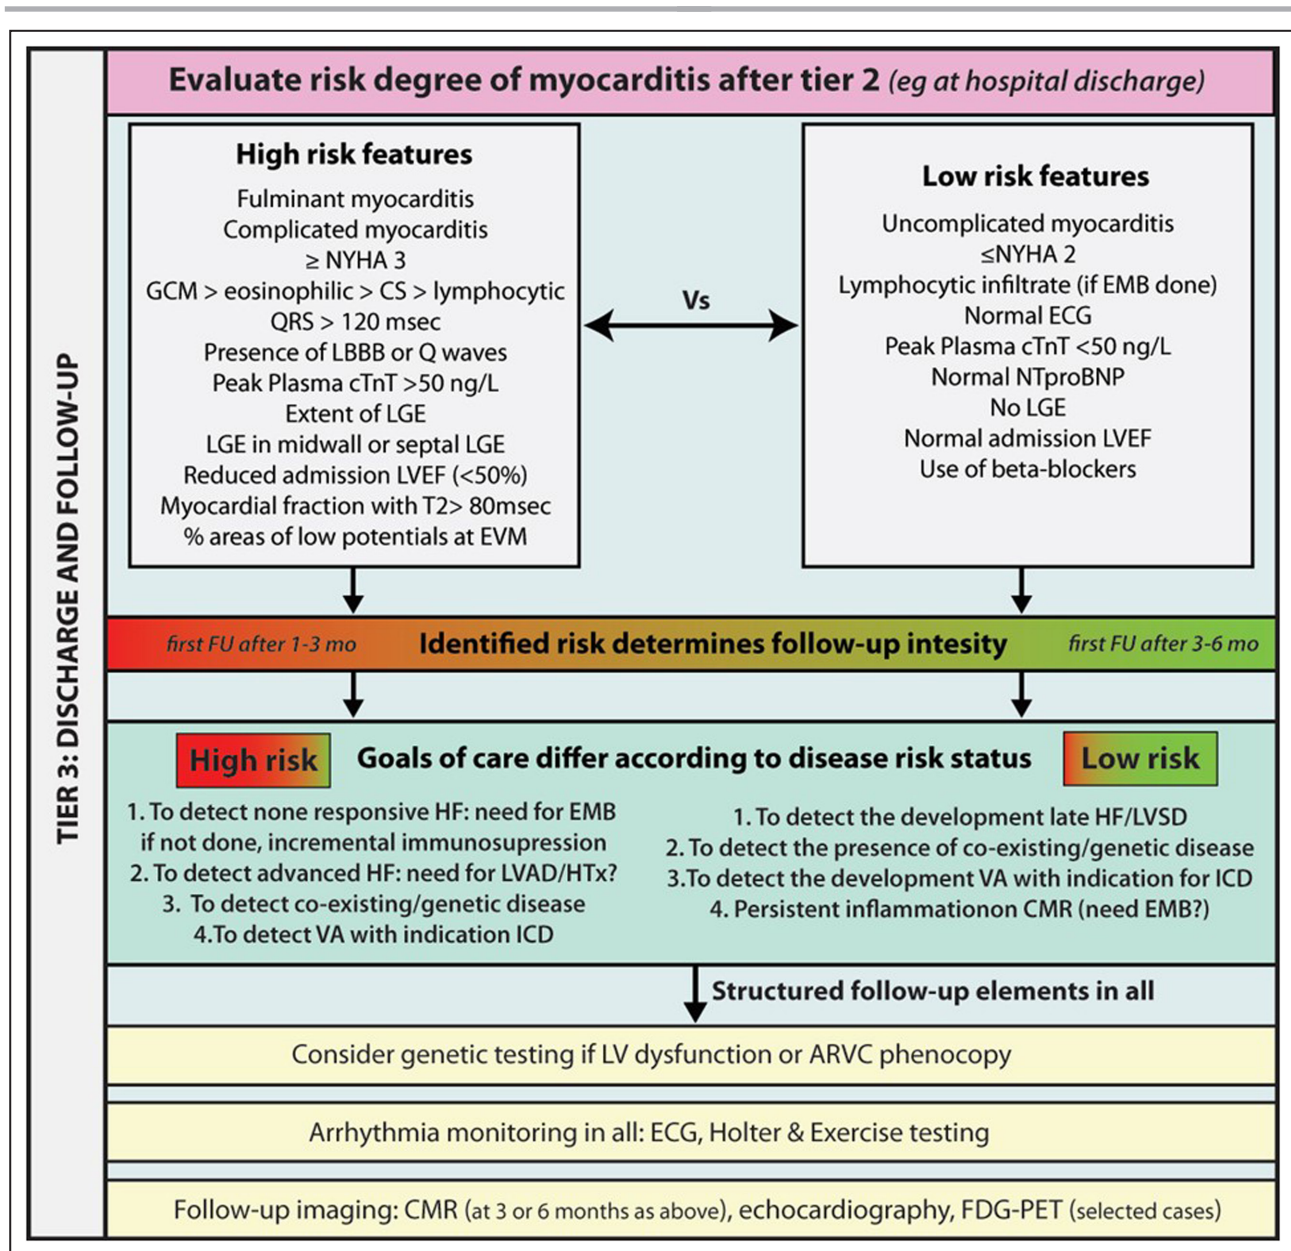 TIER 3: DISCHARGE AND FOLLOW-UP
Evaluate risk degree of myocarditis after tier 2 (eg at hospital discharge)
High risk features
Fulminant myocarditis
Complicated myocarditis
≥ NYHA 3
GCM > eosinophilic > CS > lymphocytic
QRS > 120 msec
Presence of LBBB or Q waves
Peak Plasma cTnT >50 ng/L
Extent of LGE
LGE in midwall or septal LGE
Reduced admission LVEF (<50%)
Myocardial fraction with T2> 80msec
% areas of low potentials at EVM
Vs
Low risk features
Uncomplicated myocarditis
≤NYHA 2
Lymphocytic infiltrate (if EMB done)
Normal ECG
Peak Plasma cTnT <50 ng/L
Normal NTproBNP
No LGE
Normal admission LVEF
Use of beta-blockers
first FU after 1-3 mo
Identified risk determines follow-up intesity
first FU after 3-6 mo
High risk
Goals of care differ according to disease risk status
Low risk
1. To detect none responsive HF: need for EMB
if not done, incremental immunosupression
2. To detect advanced HF: need for LVAD/HTx?
3. To detect co-existing/genetic disease
4.To detect VA with indication ICD
1. To detect the development late HF/LVSD
2. To detect the presence of co-existing/genetic disease
3.To detect the development VA with indication for ICD
4. Persistent inflammationon CMR (need EMB?)
Structured follow-up elements in all
Consider genetic testing if LV dysfunction or ARVC phenocopy
Arrhythmia monitoring in all: ECG, Holter & Exercise testing
Follow-up imaging: CMR (at 3 or 6 months as above), echocardiography, FDG-PET (selected cases)